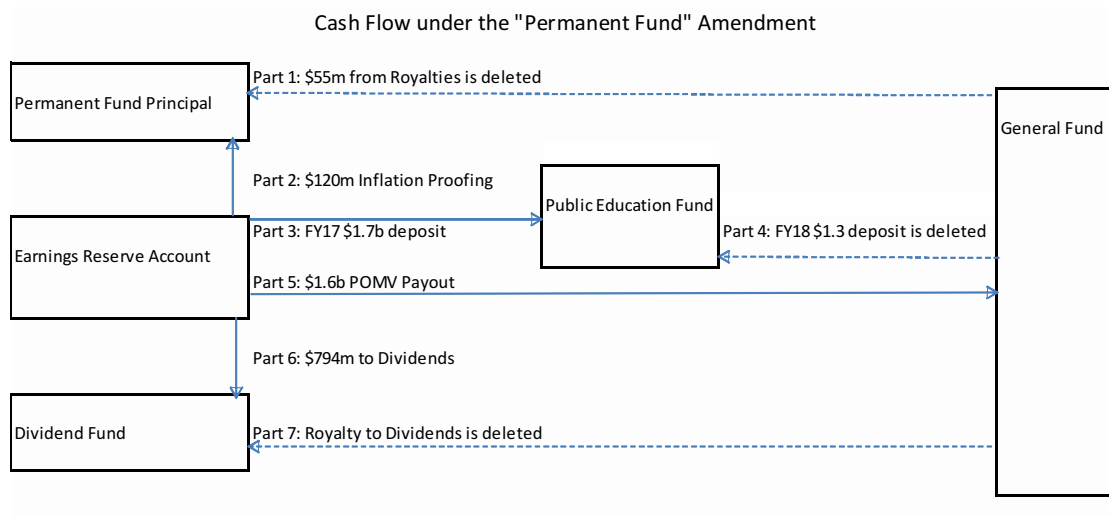 Cash Flow under the "Permanent Fund" Amendment
Part 1: $55m from Royalties is deleted
Permanent Fund Principal
General Fund
Part 2: $120m Inflation Proofing
Public Education Fund
Part 3: FY17 $1.7b deposit
Part 4: FY18 $1.3 deposit is deleted
Earnings Reserve Account
Part 5: $1.6b POMV Payout
Part 6: $794m to Dividends
Dividend Fund
Part 7: Royalty to Dividends is deleted